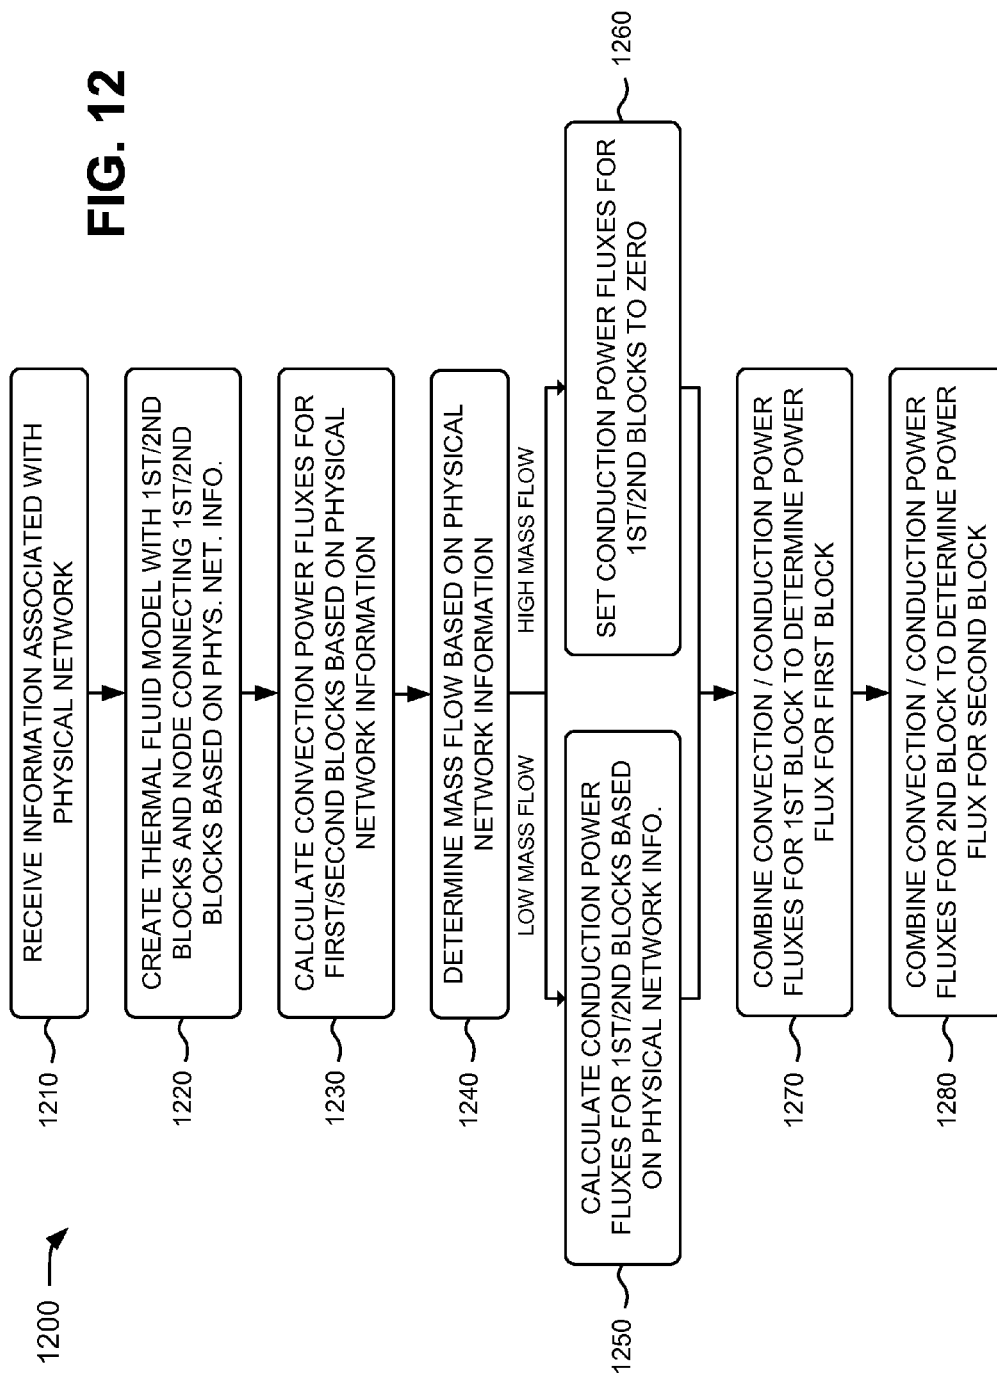 FIG. 12
1200
1210
RECEIVE INFORMATION ASSOCIATED WITH
PHYSICAL NETWORK
1220
CREATE THERMAL FLUID MODEL WITH 1ST/2ND
BLOCKS AND NODE CONNECTING 1ST/2ND
BLOCKS BASED ON PHYS. NET. INFO.
1230
CALCULATE CONVECTION POWER FLUXES FOR
FIRST/SECOND BLOCKS BASED ON PHYSICAL
NETWORK INFORMATION
1240
DETERMINE MASS FLOW BASED ON PHYSICAL
NETWORK INFORMATION
LOW MASS FLOW
HIGH MASS FLOW
1250
CALCULATE CONDUCTION POWER
FLUXES FOR 1ST/2ND BLOCKS BASED
ON PHYSICAL NETWORK INFO.
1260
SET CONDUCTION POWER FLUXES FOR
1ST/2ND BLOCKS TO ZERO
1270
COMBINE CONVECTION / CONDUCTION POWER
FLUXES FOR 1ST BLOCK TO DETERMINE POWER
FLUX FOR FIRST BLOCK
1280
COMBINE CONVECTION / CONDUCTION POWER
FLUXES FOR 2ND BLOCK TO DETERMINE POWER
FLUX FOR SECOND BLOCK